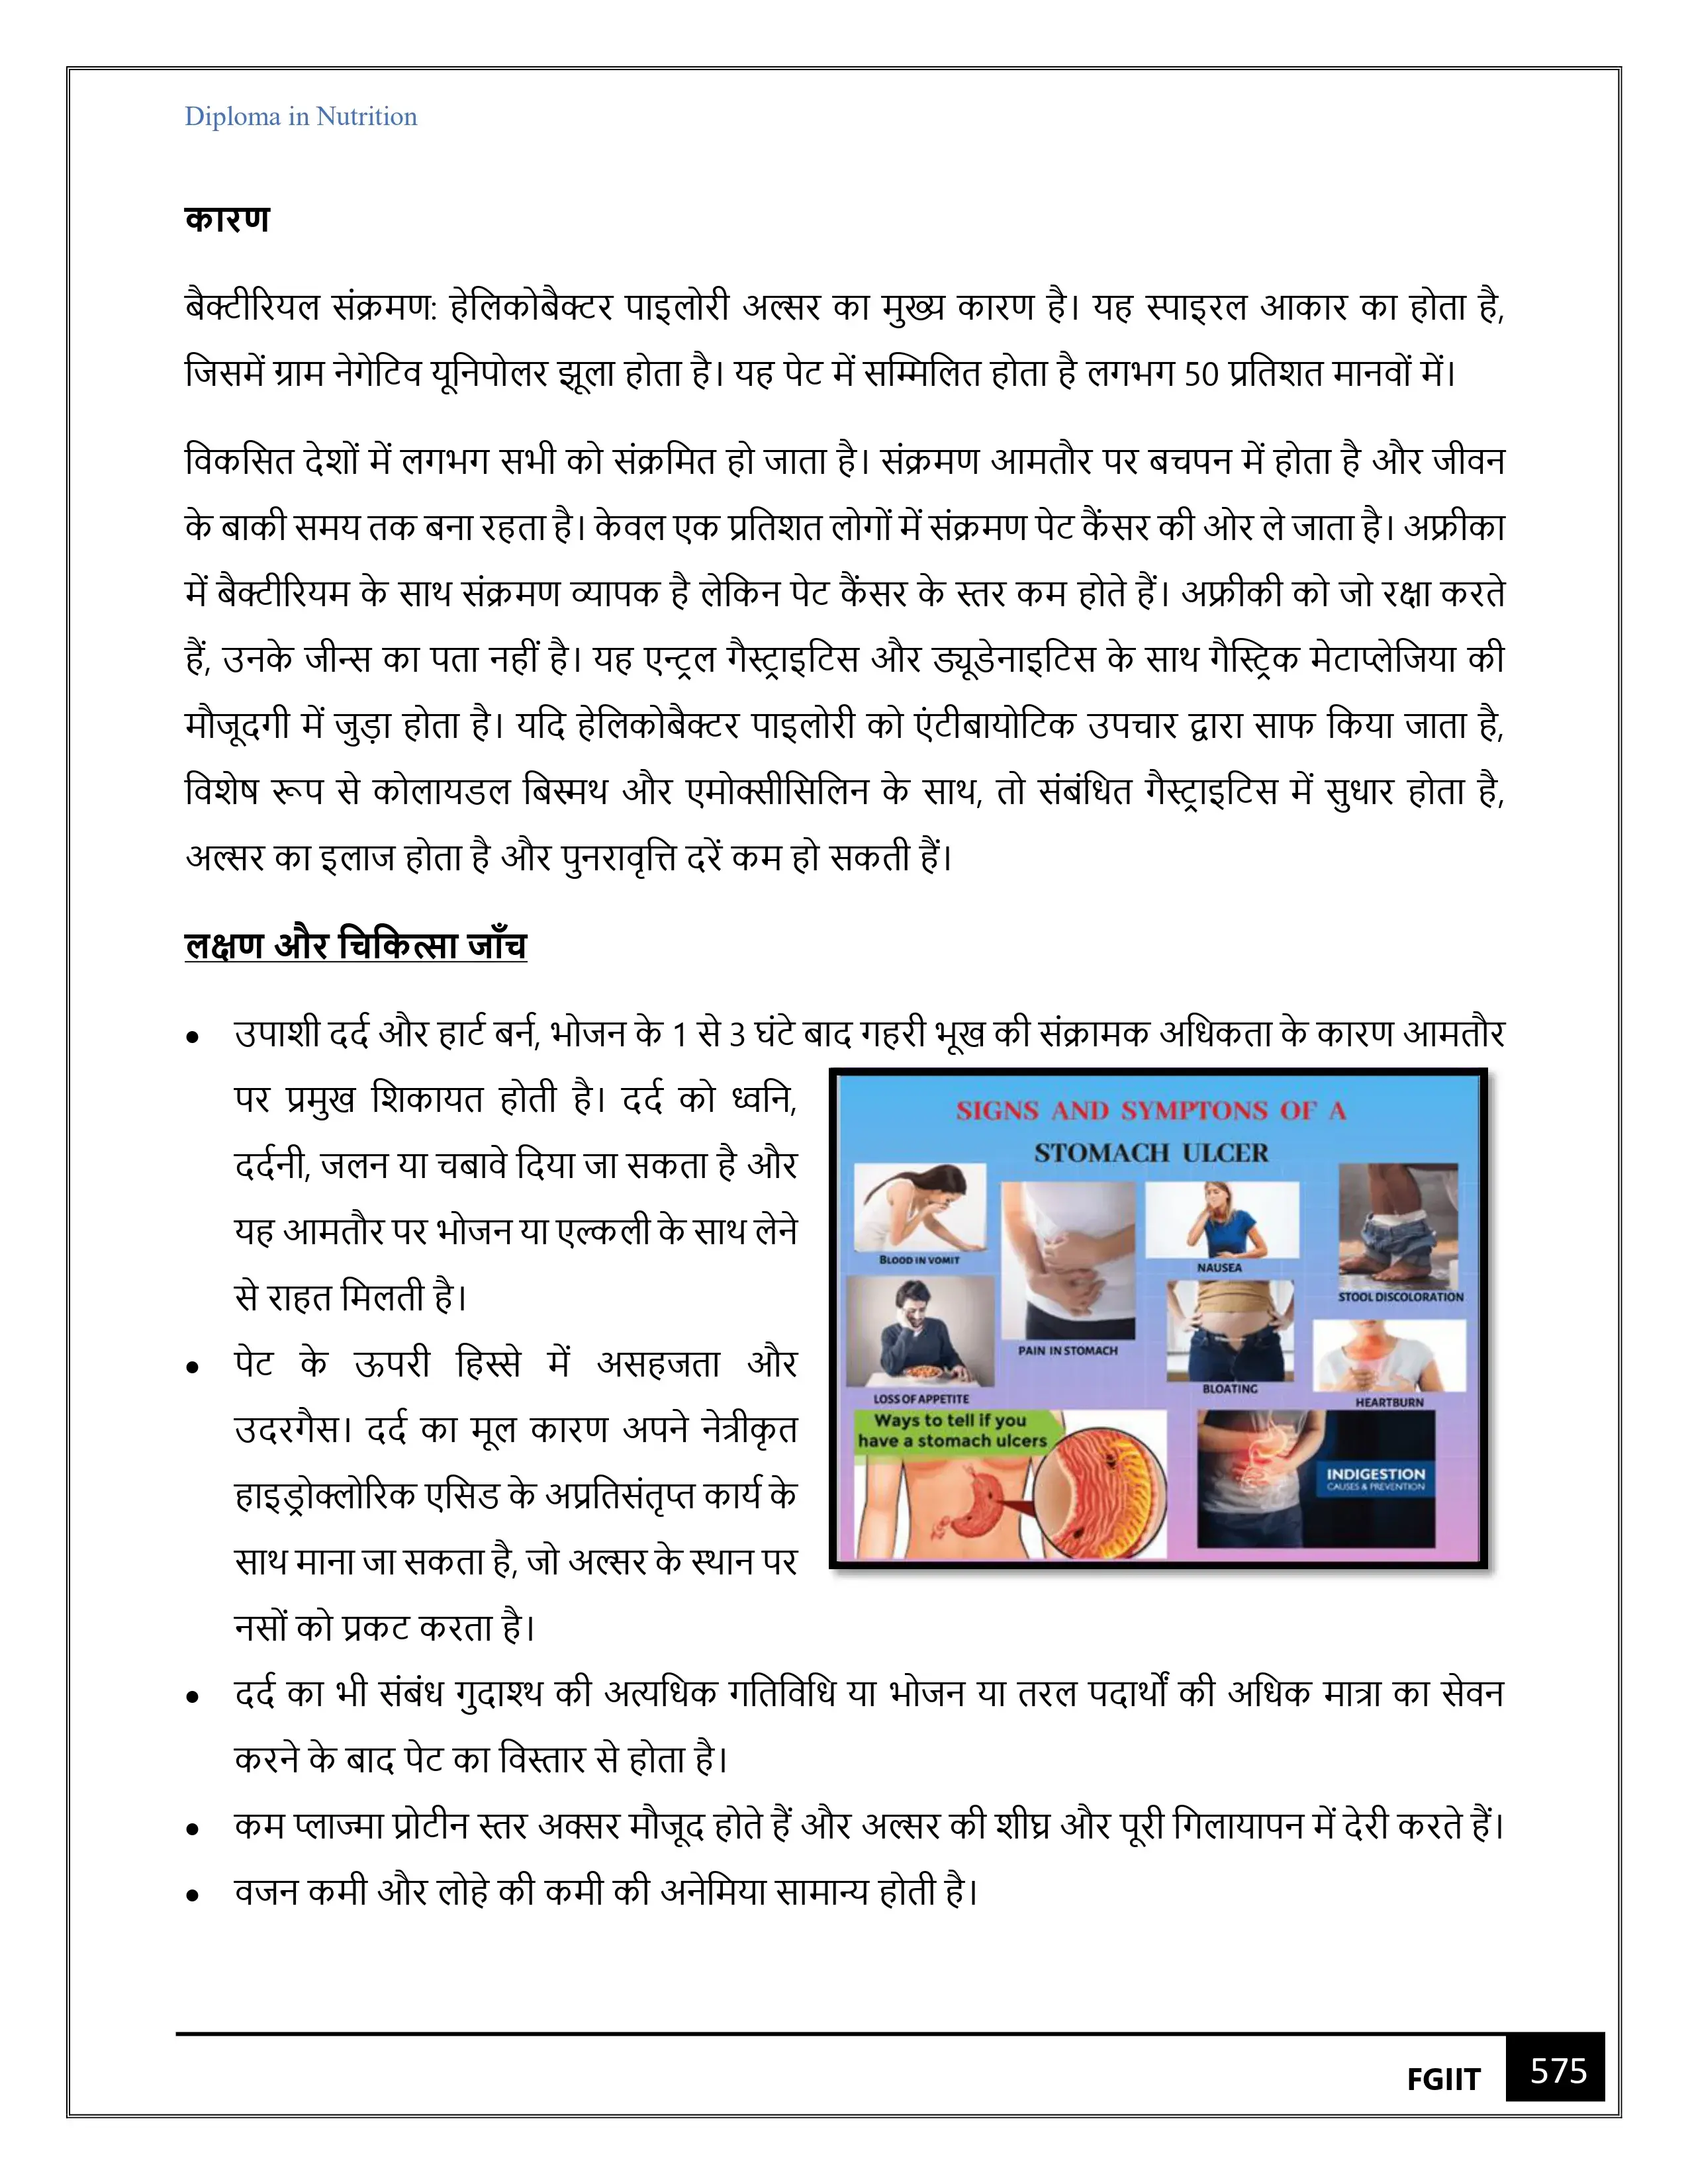 Diploma in Nutrition
कारण
बैक्टीरियल संक्रमण: हेलिकोबैक्टर पाइलोरी अल्सर का मुख्य कारण है। यह स्पाइरल आकार का होता है,
जिसमें ग्राम नेगेटिव यूनिपोलर झूला होता है। यह पेट में सम्मिलित होता है लगभग 50 प्रतिशत मानवों में।
विकसित देशों में लगभग सभी को संक्रमित हो जाता है। संक्रमण आमतौर पर बचपन में होता है और जीवन
के बाकी समय तक बना रहता है। केवल एक प्रतिशत लोगों में संक्रमण पेट कैंसर की ओर ले जाता है। अफ्रीका
में बैक्टीरियम के साथ संक्रमण व्यापक है लेकिन पेट कैंसर के स्तर कम होते हैं। अफ्रीकी को जो रक्षा करते
हैं, उनके जीन्स का पता नहीं है। यह एन्ट्रल गैस्ट्राइटिस और ड्यूडेनाइटिस के साथ गैस्ट्रिक मेटाप्लेजिया की
मौजूदगी में जुड़ा होता है। यदि हेलिकोबैक्टर पाइलोरी को एंटीबायोटिक उपचार द्वारा साफ किया जाता है,
विशेष रूप से कोलायडल बिस्मथ और एमोक्सीसिलिन के साथ, तो संबंधित गैस्ट्राइटिस में सुधार होता है,
अल्सर का इलाज होता है और पुनरावृत्ति दरें कम हो सकती हैं।
लक्षण और चिकित्सा जाँच
• उपाशी दर्द और हार्ट बर्न, भोजन के 1 से 3 घंटे बाद गहरी भूख की संक्रामक अधिकता के कारण आमतौर
पर प्रमुख शिकायत होती है। दर्द को ध्वनि,
दर्दनी, जलन या चबावे दिया जा सकता है और
यह आमतौर पर भोजन या एल्कली के साथ लेने
से राहत मिलती है।
• पेट के ऊपरी हिस्से में असहजता और
उदरगैस। दर्द का मूल कारण अपने नेत्रीकृत
हाइड्रोक्लोरिक एसिड के अप्रतिसंतृप्त कार्य के
साथ माना जा सकता है, जो अल्सर के स्थान पर
नसों को प्रकट करता है।
SIGNS AND SYMPTONS OF A
STOMACH ULCER
BLOOD IN VOMIT
NAUSEA
STOOL DISCOLORATION
PAIN IN STOMACH
BLOATING
LOSS OF APPETITE
HEARTBURN
Ways to tell if you
have a stomach ulcers
INDIGESTION
CAUSES & PREVENTION
• दर्द का भी संबंध गुदाश्थ की अत्यधिक गतिविधि या भोजन या तरल पदार्थों की अधिक मात्रा का सेवन
करने के बाद पेट का विस्तार से होता है।
• कम प्लाज्मा प्रोटीन स्तर अक्सर मौजूद होते हैं और अल्सर की शीघ्र और पूरी गिलायापन में देरी करते हैं।
• वजन कमी और लोहे की कमी की अनेमिया सामान्य होती है।
FGIIT
575